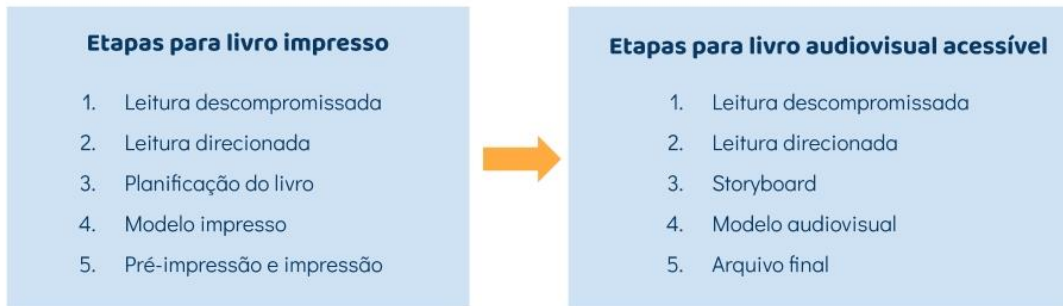 Etapas para livro impresso
1. Leitura descompromissada
2. Leitura direcionada
3. Planificação do livro
4. Modelo impresso
5. Pré-impressão e impressão
Etapas para livro audiovisual acessível
1. Leitura descompromissada
2. Leitura direcionada
3. Storyboard
4. Modelo audiovisual
5. Arquivo final